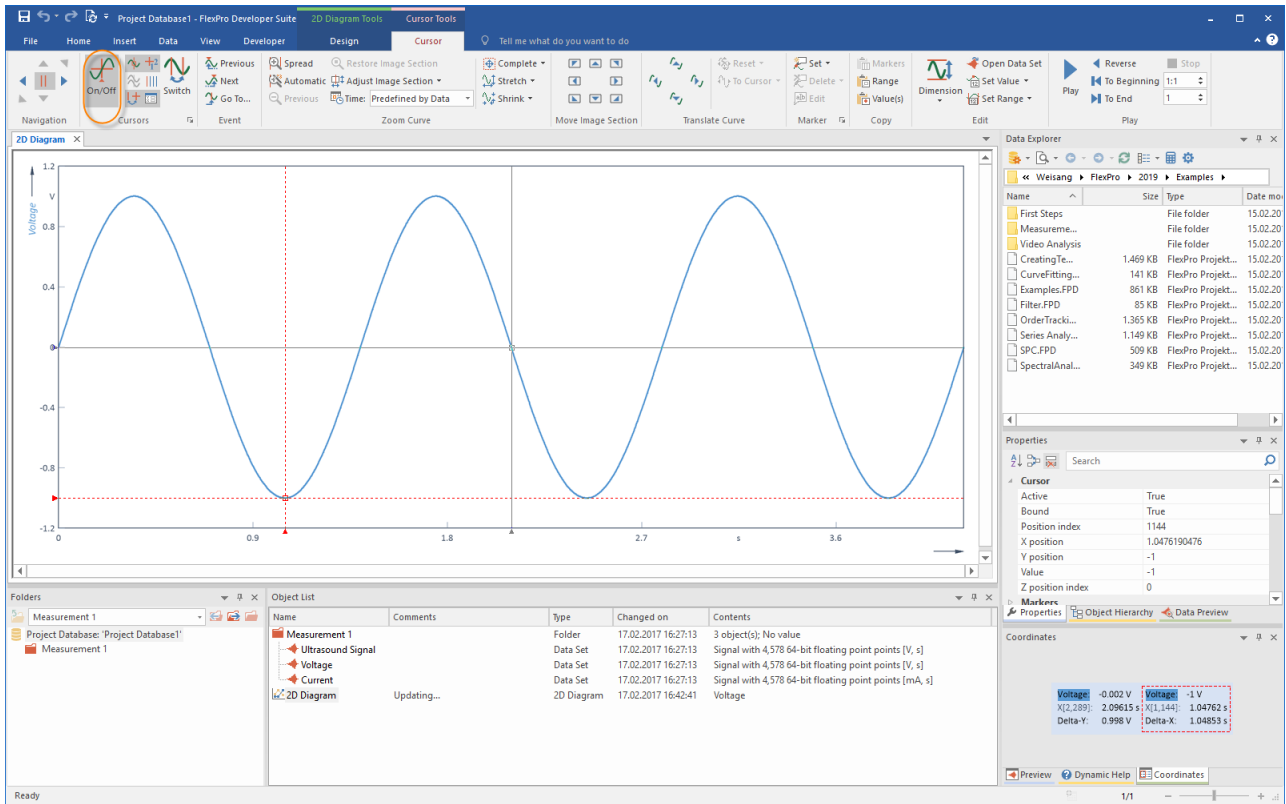 Project Database1 - FlexPro Developer Suite 2D Diagram Tools Cursor Tools
File Home Insert Data View Developer Design Cursor Tell me what do you want to do
On/Off Switch Previous Next Go To...
Spread Restore Image Section
Automatic Adjust Image Section
Previous Time: Predefined by Data
Complete Stretch Shrink
Reset To Cursor
Set Delete Edit
Markers Range Value(s)
Dimension Open Data Set Set Value Set Range
Play Reverse Stop
To Beginning 1:1
To End 1
Navigation Cursors Event Zoom Curve Move Image Section Translate Curve Marker Copy Edit Play
2D Diagram
1.2
V
Voltage
0.8
0.4
0
-0.4
-0.8
-1.2
0 0.9 1.8 2.7 s 3.6
Data Explorer
« Weisang FlexPro 2019 Examples
Name Size Type Date mo
First Steps File folder 15.02.20
Measureme... File folder 15.02.20
Video Analysis File folder 15.02.20
CreatingTe... 1.469 KB FlexPro Projekt... 15.02.20
CurveFitting... 141 KB FlexPro Projekt... 15.02.20
Examples.FPD 861 KB FlexPro Projekt... 15.02.20
Filter.FPD 85 KB FlexPro Projekt... 15.02.20
OrderTracki... 1.365 KB FlexPro Projekt... 15.02.20
Series Analy... 1.149 KB FlexPro Projekt... 15.02.20
SPC.FPD 509 KB FlexPro Projekt... 15.02.20
SpectralAnal... 349 KB FlexPro Projekt... 15.02.20
Properties
Search
Cursor
Active True
Bound True
Position index 1144
X position 1.0476190476
Y position -1
Value -1
Z position index 0
Markers
Properties Object Hierarchy Data Preview
Folders
Measurement 1
Project Database: 'Project Database1'
Measurement 1
Object List
Name Comments Type Changed on Contents
Measurement 1 Folder 17.02.2017 16:27:13 3 object(s); No value
Ultrasound Signal Data Set 17.02.2017 16:27:13 Signal with 4,578 64-bit floating point points [V, s]
Voltage Data Set 17.02.2017 16:27:13 Signal with 4,578 64-bit floating point points [V, s]
Current Data Set 17.02.2017 16:27:13 Signal with 4,578 64-bit floating point points [mA, s]
2D Diagram Updating... 2D Diagram 17.02.2017 16:42:41 Voltage
Coordinates
Voltage: -0.002 V Voltage: -1 V
X[2,289]: 2.09615 s X[1,144]: 1.04762 s
Delta-Y: 0.998 V Delta-X: 1.04853 s
Preview Dynamic Help Coordinates
Ready 1/1